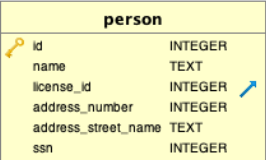 person
id INTEGER
name TEXT
license_id INTEGER
address_number INTEGER
address_street_name TEXT
ssn INTEGER